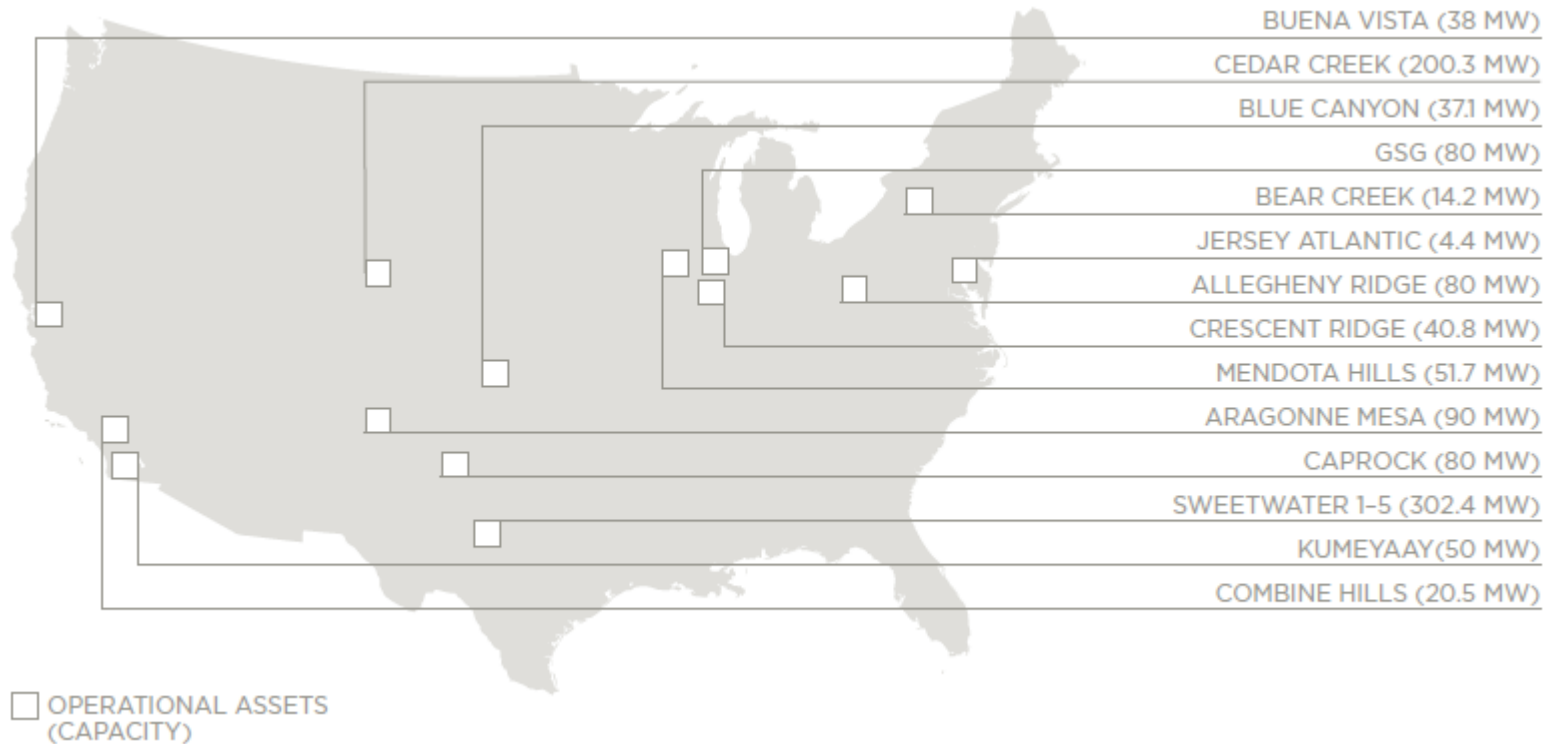 BUENA VISTA (38 MW)
CEDAR CREEK (200.3 MW)
BLUE CANYON (37.1 MW)
GSG (80 MW)
BEAR CREEK (14.2 MW)
JERSEY ATLANTIC (4.4 MW)
ALLEGHENY RIDGE (80 MW)
CRESCENT RIDGE (40.8 MW)
MENDOTA HILLS (51.7 MW)
ARAGONNE MESA (90 MW)
CAPROCK (80 MW)
SWEETWATER 1–5 (302.4 MW)
KUMEYAAY(50 MW)
COMBINE HILLS (20.5 MW)
OPERATIONAL ASSETS
(CAPACITY)